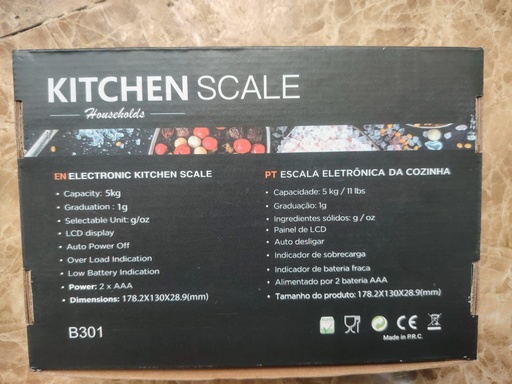 KITCHEN SCALE
Households
EN ELECTRONIC KITCHEN SCALE
• Capacity: 5kg
• Graduation : 1g
• Selectable Unit: g/oz
• LCD display
• Auto Power Off
• Over Load Indication
• Low Battery Indication
• Power: 2 x AAA
• Dimensions: 178.2X130X28.9(mm)
B301
PT ESCALA ELETRÔNICA DA COZINHA
• Capacidade: 5 kg / 11 lbs
• Graduação: 1g
• Ingredientes sólidos: g / oz
• Painel de LCD
• Auto desligar
• Indicador de sobrecarga
• Indicador de bateria fraca
• Alimentado por 2 bateria AAA
• Tamanho do produto: 178.2X130X28.9(mm)
CE
Made in P.R.C.